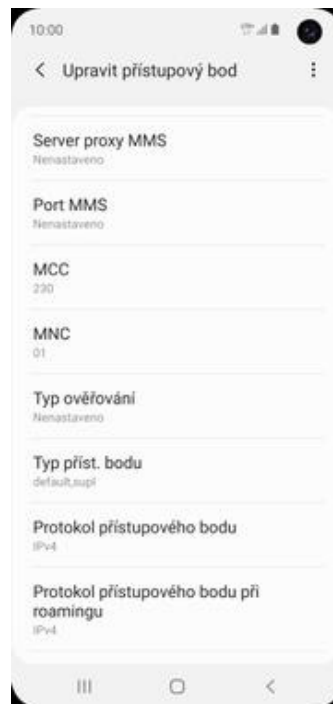 10:00
Upravit přístupový bod
Server proxy MMS
Nenastaveno
Port MMS
Nenastaveno
MCC
230
MNC
01
Typ ověřování
Nenastaveno
Typ příst. bodu
default,supl
Protokol přístupového bodu
IPv4
Protokol přístupového bodu při
roamingu
IPv4